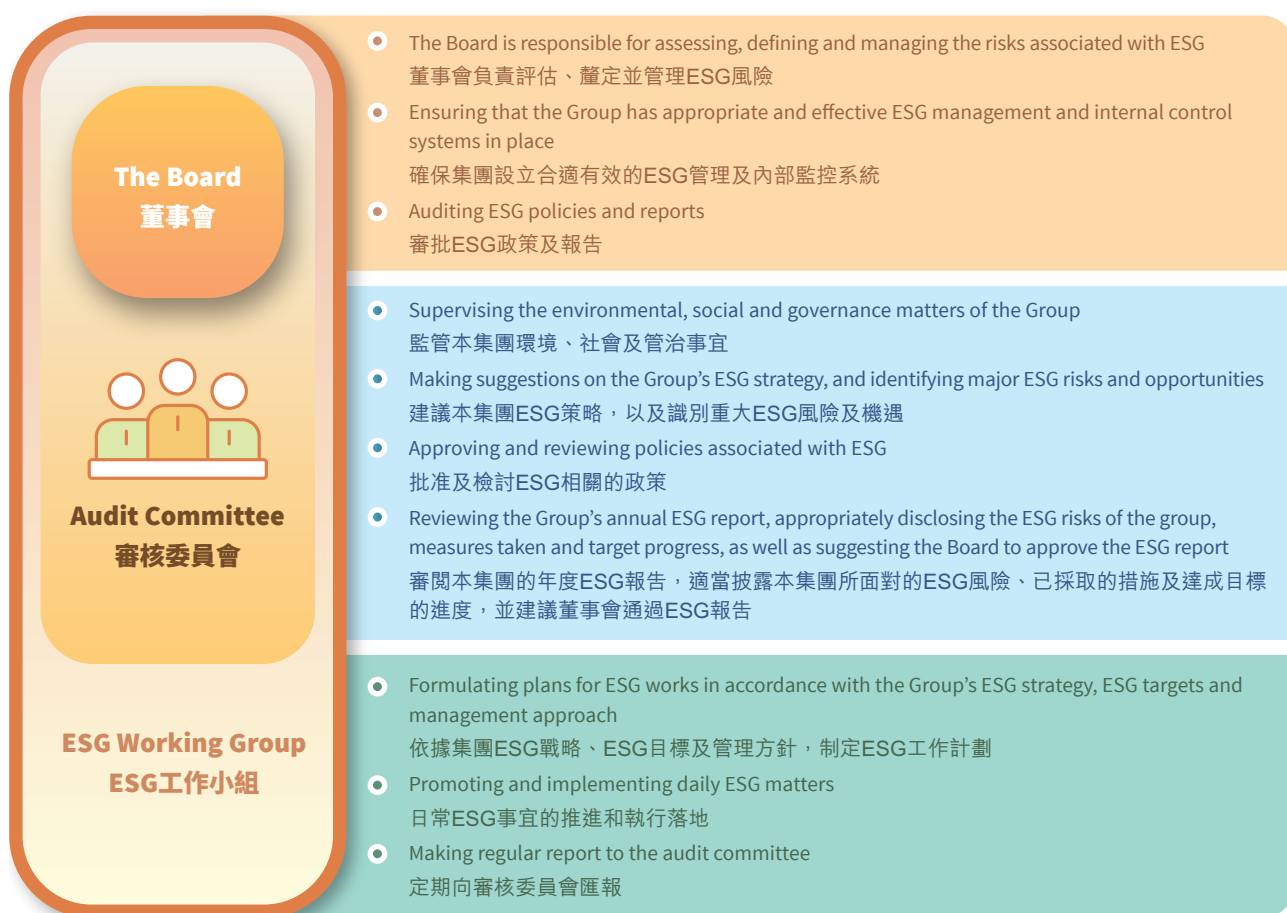 The Board
董事會
The Board is responsible for assessing, defining and managing the risks associated with ESG
董事會負責評估、釐定並管理ESG風險
Ensuring that the Group has appropriate and effective ESG management and internal control
systems in place
確保集團設立合適有效的ESG管理及內部監控系統
Auditing ESG policies and reports
審批ESG政策及報告
Audit Committee
審核委員會
Supervising the environmental, social and governance matters of the Group
監管本集團環境、社會及管治事宜
Making suggestions on the Group’s ESG strategy, and identifying major ESG risks and opportunities
建議本集團ESG策略，以及識別重大ESG風險及機遇
Approving and reviewing policies associated with ESG
批准及檢討ESG相關的政策
Reviewing the Group’s annual ESG report, appropriately disclosing the ESG risks of the group,
measures taken and target progress, as well as suggesting the Board to approve the ESG report
審閱本集團的年度ESG報告，適當披露本集團所面對的ESG風險、已採取的措施及達成目標
的進度，並建議董事會通過ESG報告
ESG Working Group
ESG工作小組
Formulating plans for ESG works in accordance with the Group’s ESG strategy, ESG targets and
management approach
依據集團ESG戰略、ESG目標及管理方針，制定ESG工作計劃
Promoting and implementing daily ESG matters
日常ESG事宜的推進和執行落地
Making regular report to the audit committee
定期向審核委員會匯報